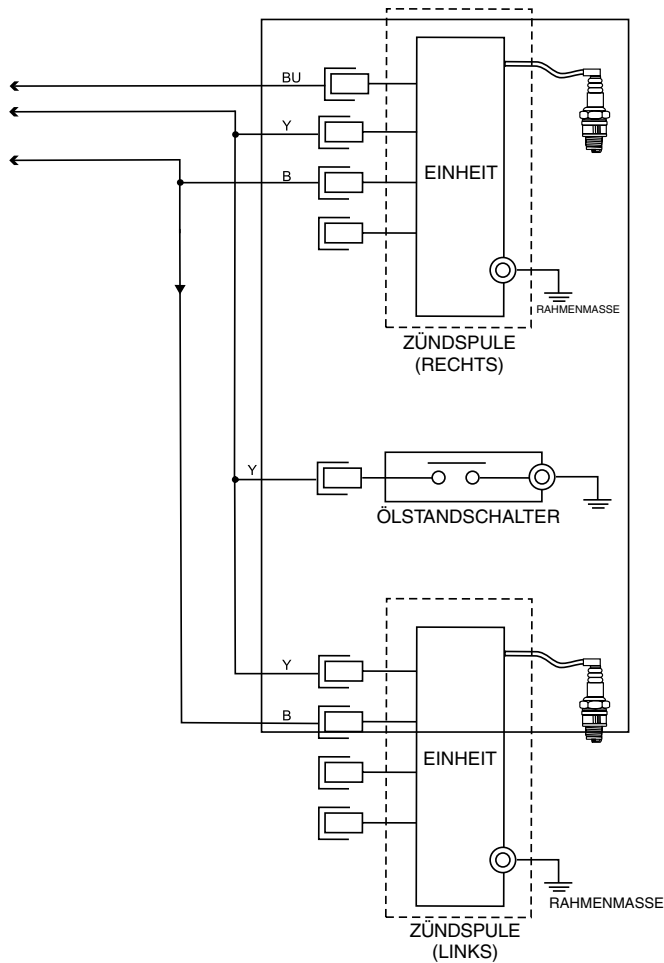 BU
Y
B
EINHEIT
RAHMENMASSE
ZÜNDSPULE
(RECHTS)
Y
ÖLSTANDSCHALTER
Y
B
EINHEIT
RAHMENMASSE
ZÜNDSPULE
(LINKS)